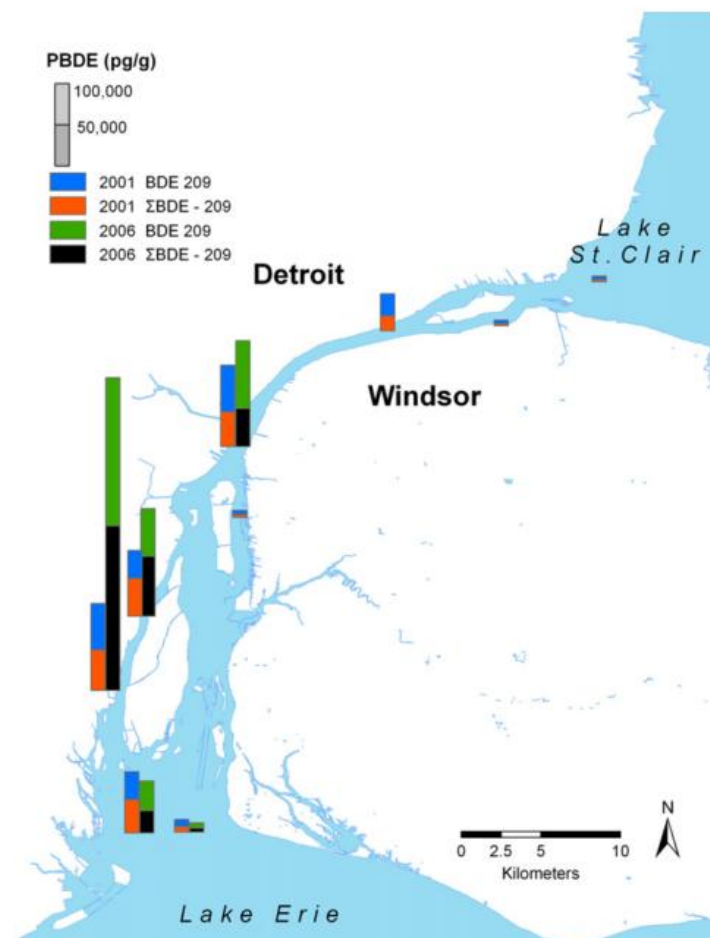 PBDE (pg/g)
100,000
50,000
2001 BDE 209
2001 ΣBDE - 209
2006 BDE 209
2006 ΣBDE - 209
Lake
St. Clair
Detroit
Windsor
N
0 2.5 5 10
Kilometers
Lake Erie